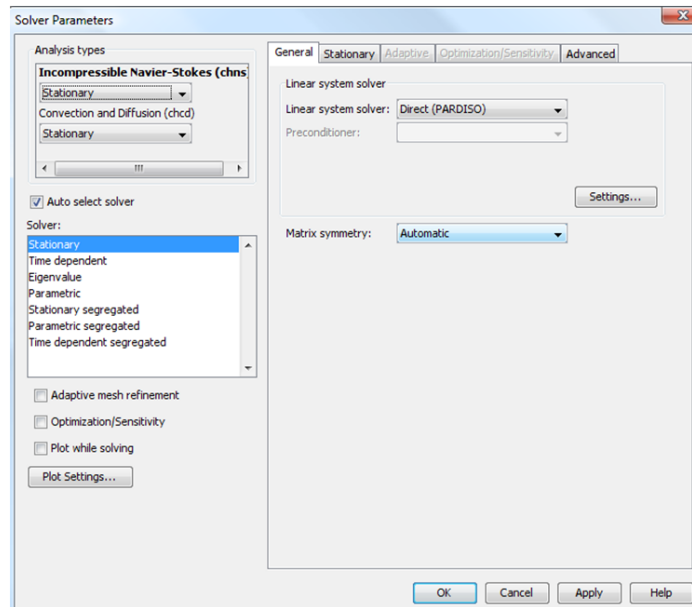 Solver Parameters
Analysis types
Incompressible Navier-Stokes (chns
Stationary
Convection and Diffusion (chcd)
Stationary
Auto select solver
Solver:
Stationary
Time dependent
Eigenvalue
Parametric
Stationary segregated
Parametric segregated
Time dependent segregated
Adaptive mesh refinement
Optimization/Sensitivity
Plot while solving
Plot Settings...
General Stationary Adaptive Optimization/Sensitivity Advanced
Linear system solver
Linear system solver: Direct (PARDISO)
Preconditioner:
Settings...
Matrix symmetry: Automatic
OK Cancel Apply Help